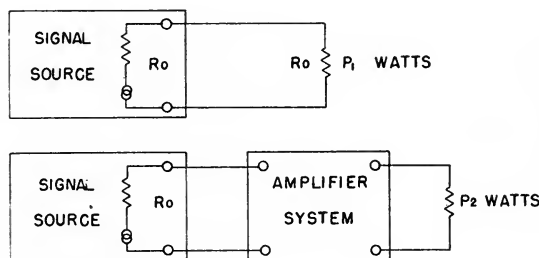 SIGNAL
SOURCE
Ro
Ro
P1 WATTS
SIGNAL
SOURCE
Ro
AMPLIFIER
SYSTEM
P2 WATTS